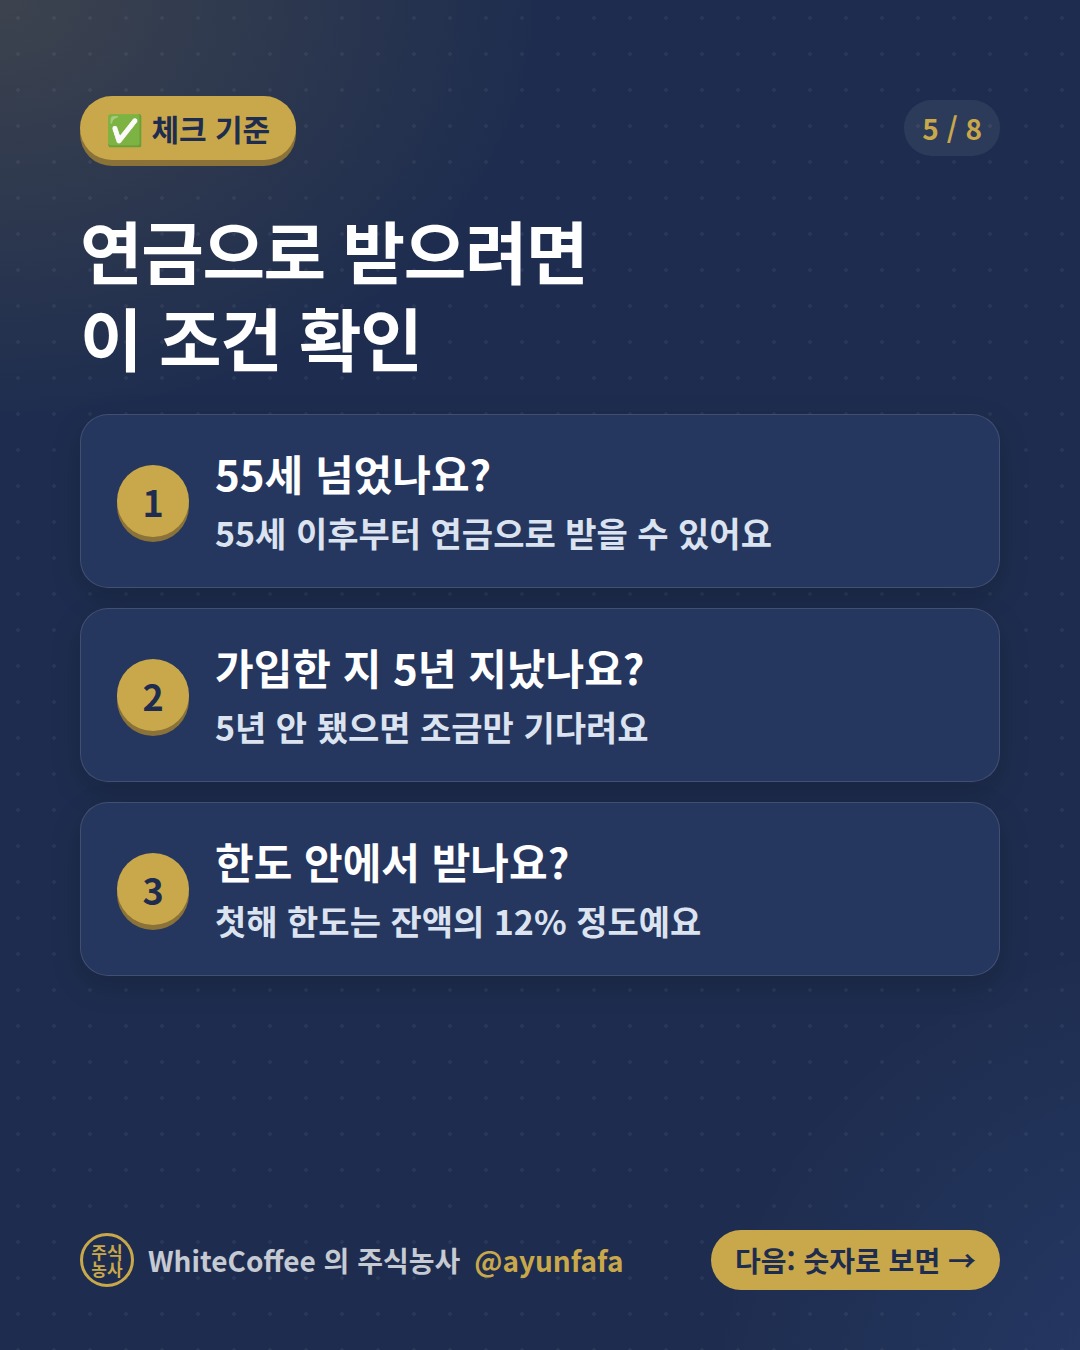 ✅ 체크 기준
5 / 8
연금으로 받으려면
이 조건 확인
1
55세 넘었나요?
55세 이후부터 연금으로 받을 수 있어요
2
가입한 지 5년 지났나요?
5년 안 됐으면 조금만 기다려요
3
한도 안에서 받나요?
첫해 한도는 잔액의 12% 정도예요
주식
농사
WhiteCoffee 의 주식농사 @ayunfafa
다음: 숫자로 보면 →